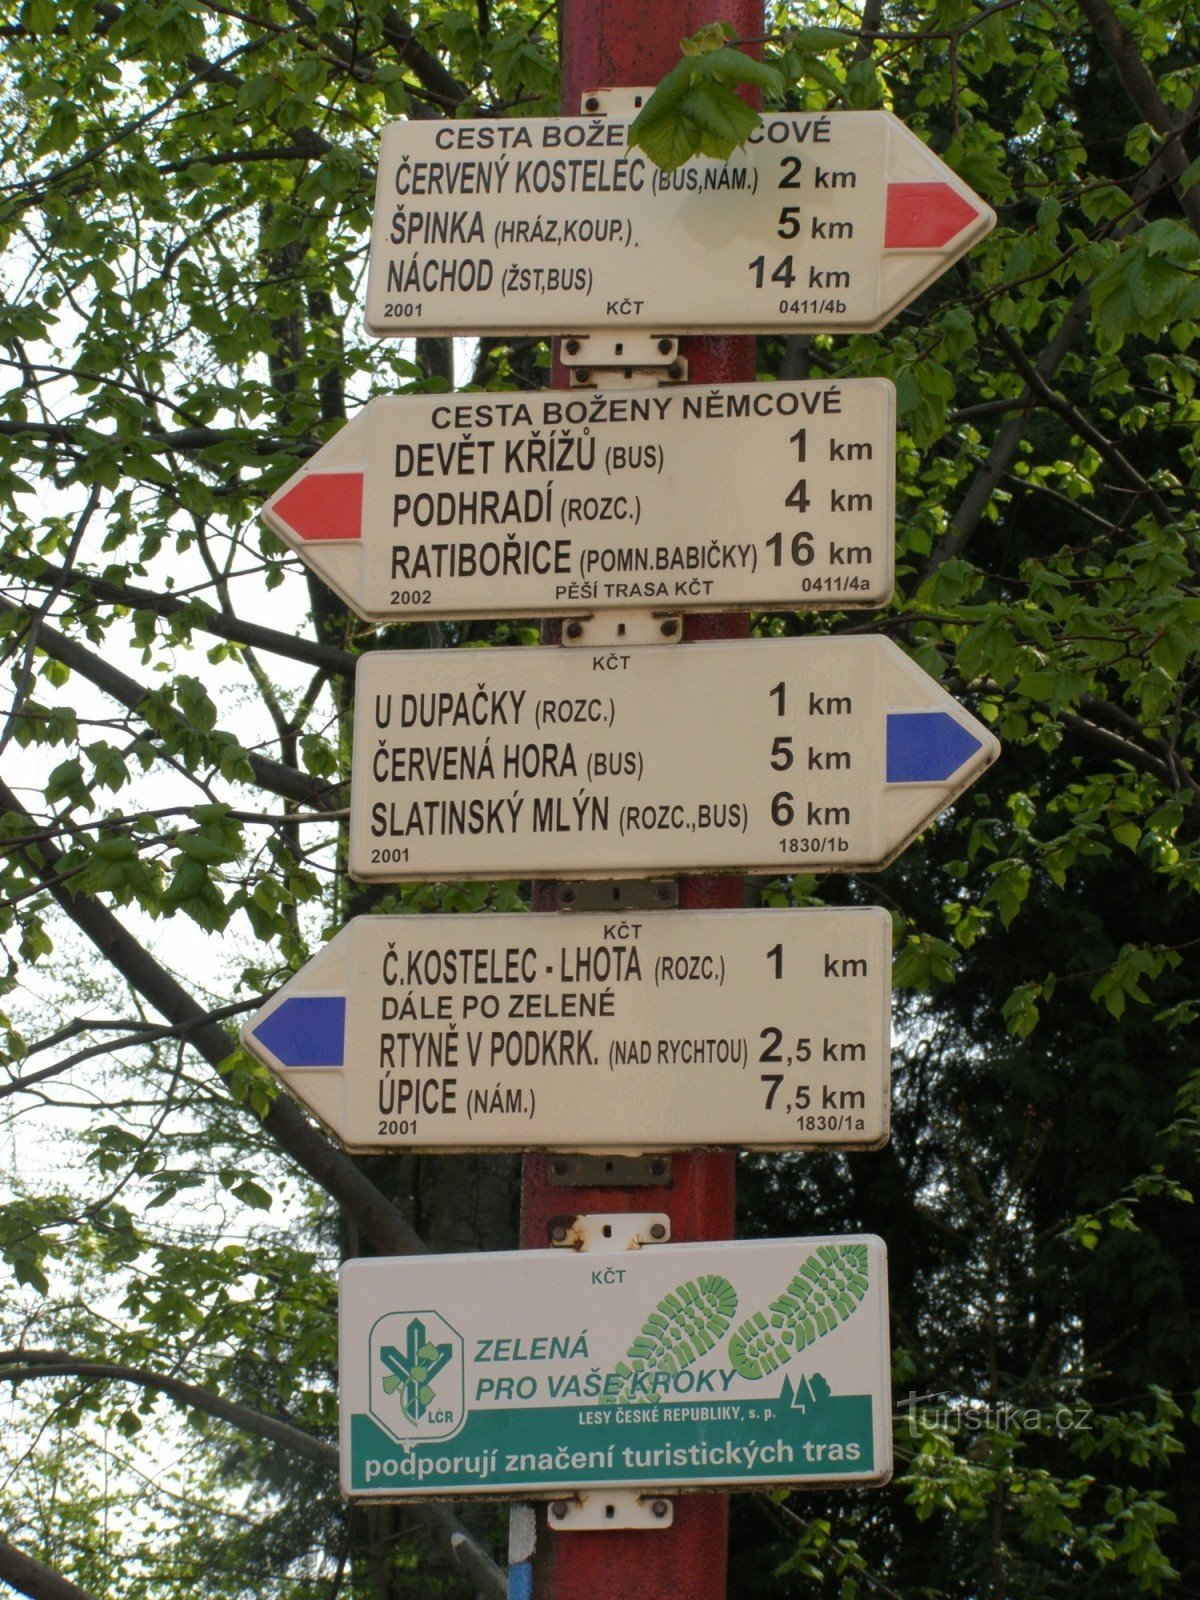 CESTA BOŽE COVÉ
ČERVENÝ KOSTELEC (BUS,NÁM.) 2 km
ŠPINKA (HRÁZ,KOUP.) 5 km
NÁCHOD (ŽST,BUS) 14 km
2001 KČT 0411/4b
CESTA BOŽENY NĚMCOVÉ
DEVĚT KŘÍŽŮ (BUS) 1 km
PODHRADÍ (ROZC.) 4 km
RATIBOŘICE (POMN.BABIČKY) 16 km
2002 PĚŠÍ TRASA KČT 0411/4a
KČT
U DUPAČKY (ROZC.) 1 km
ČERVENÁ HORA (BUS) 5 km
SLATINSKÝ MLÝN (ROZC.,BUS) 6 km
2001 1830/1b
KČT
Č.KOSTELEC - LHOTA (ROZC.) 1 km
DÁLE PO ZELENÉ
RTYNĚ V PODKRK. (NAD RYCHTOU) 2,5 km
ÚPICE (NÁM.) 7,5 km
2001 1830/1a
KČT
ZELENÁ
PRO VAŠE KROKY
LČR
LESY ČESKÉ REPUBLIKY, s. p.
podporují značení turistických tras
Turistika.cz